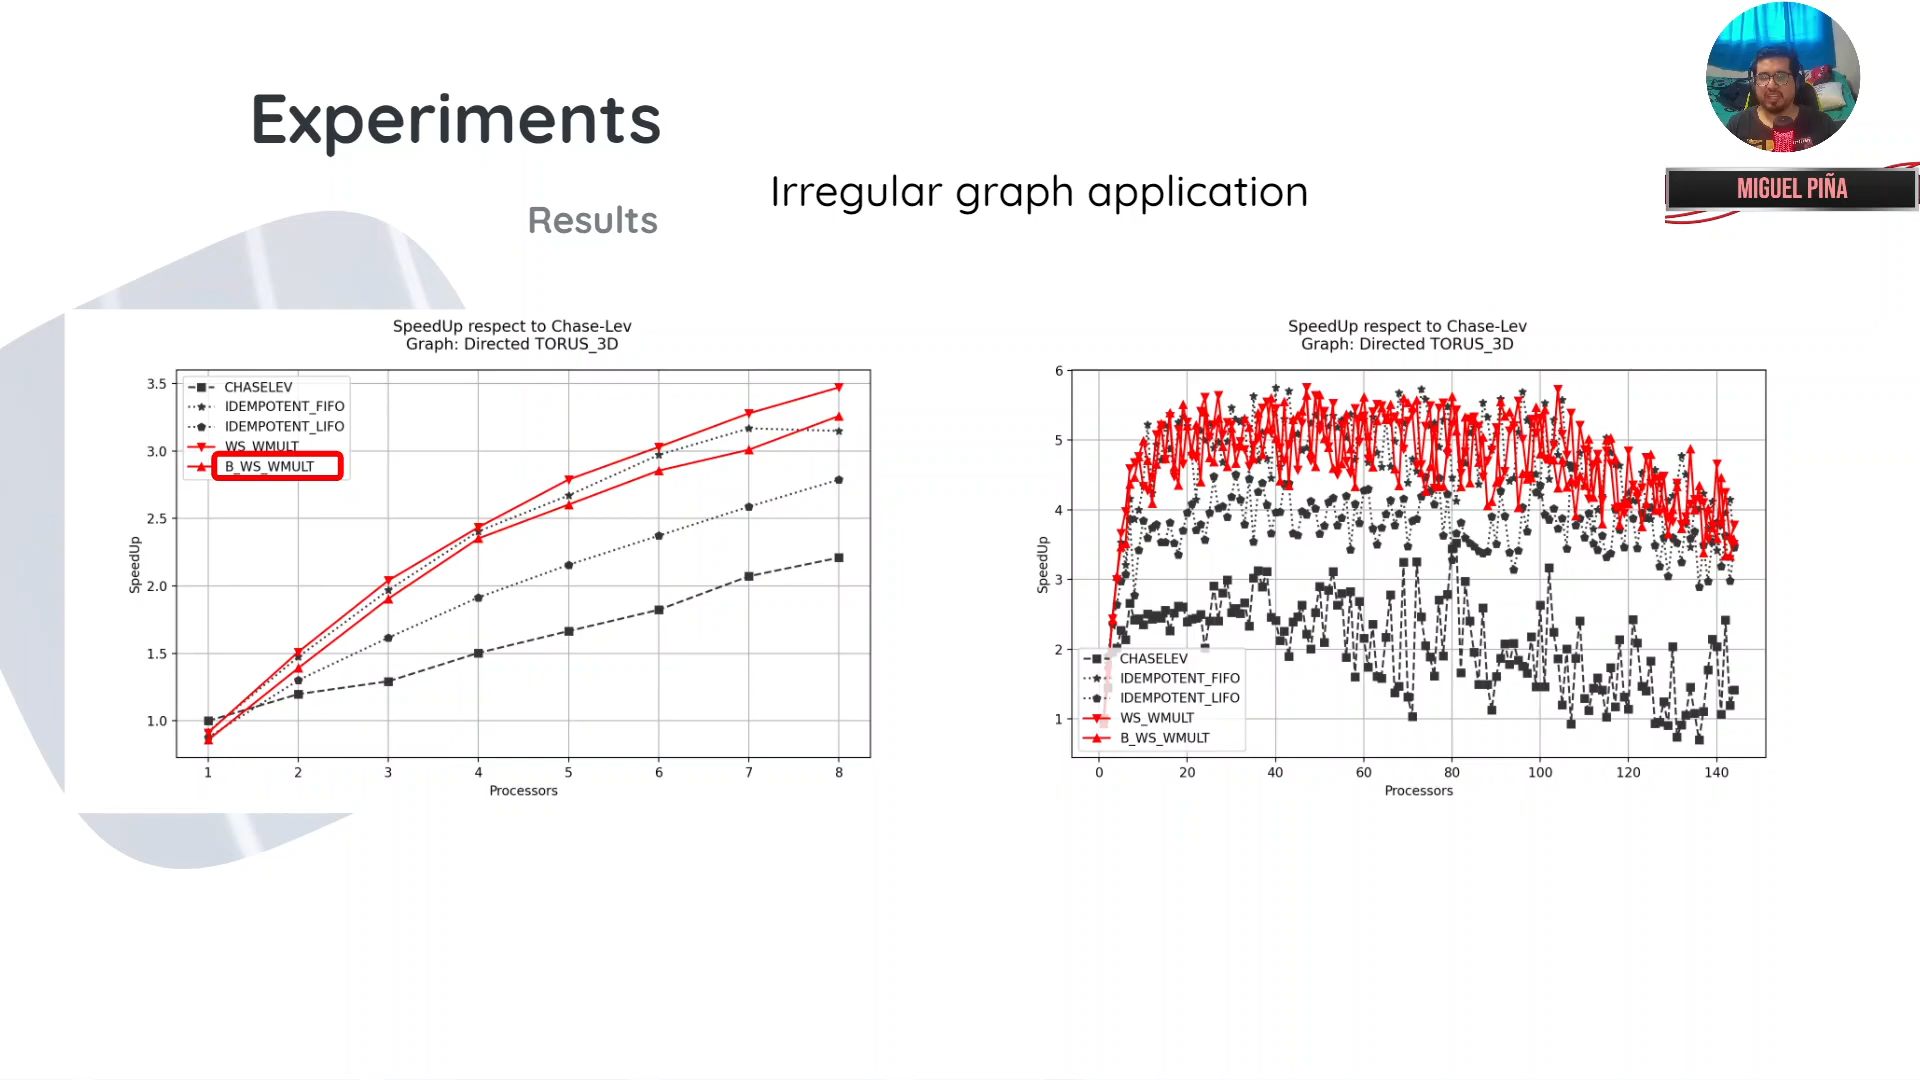 Experiments
Results
Irregular graph application
MIGUEL PIÑA
SpeedUp respect to Chase-Lev
Graph: Directed TORUS_3D
3.5
3.0
2.5
2.0
1.5
1.0
SpeedUp
CHASELEV
IDEMPOTENT_FIFO
IDEMPOTENT_LIFO
WS_WMULT
B_WS_WMULT
1 2 3 4 5 6 7 8
Processors
SpeedUp respect to Chase-Lev
Graph: Directed TORUS_3D
6
5
4
3
2
1
SpeedUp
CHASELEV
IDEMPOTENT_FIFO
IDEMPOTENT_LIFO
WS_WMULT
B_WS_WMULT
0 20 40 60 80 100 120 140
Processors